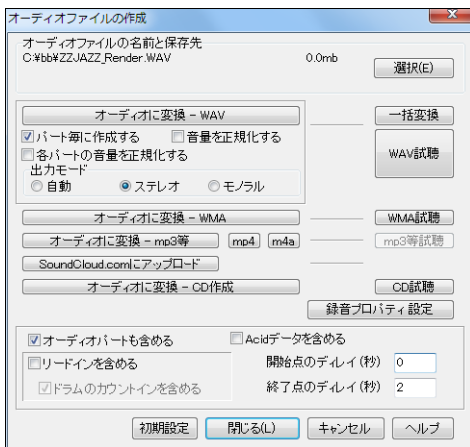 オーディオファイルの作成
オーディオファイルの名前と保存先
C:¥bb¥ZZJAZZ_Render.WAV 0.0mb 選択(E)
オーディオに変換 - WAV 一括変換
パート毎に作成する 音量を正規化する WAV試聴
各パートの音量を正規化する
出力モード
自動 ステレオ モノラル
オーディオに変換 - WMA WMA試聴
オーディオに変換 - mp3等 mp4 m4a mp3等試聴
SoundCloud.comにアップロード
オーディオに変換 - CD作成 CD試聴
録音プロパティ設定
オーディオパートも含める Acidデータを含める
リードインを含める 開始点のディレイ(秒) 0
ドラムのカウントインを含める 終了点のディレイ(秒) 2
初期設定 閉じる(L) キャンセル ヘルプ